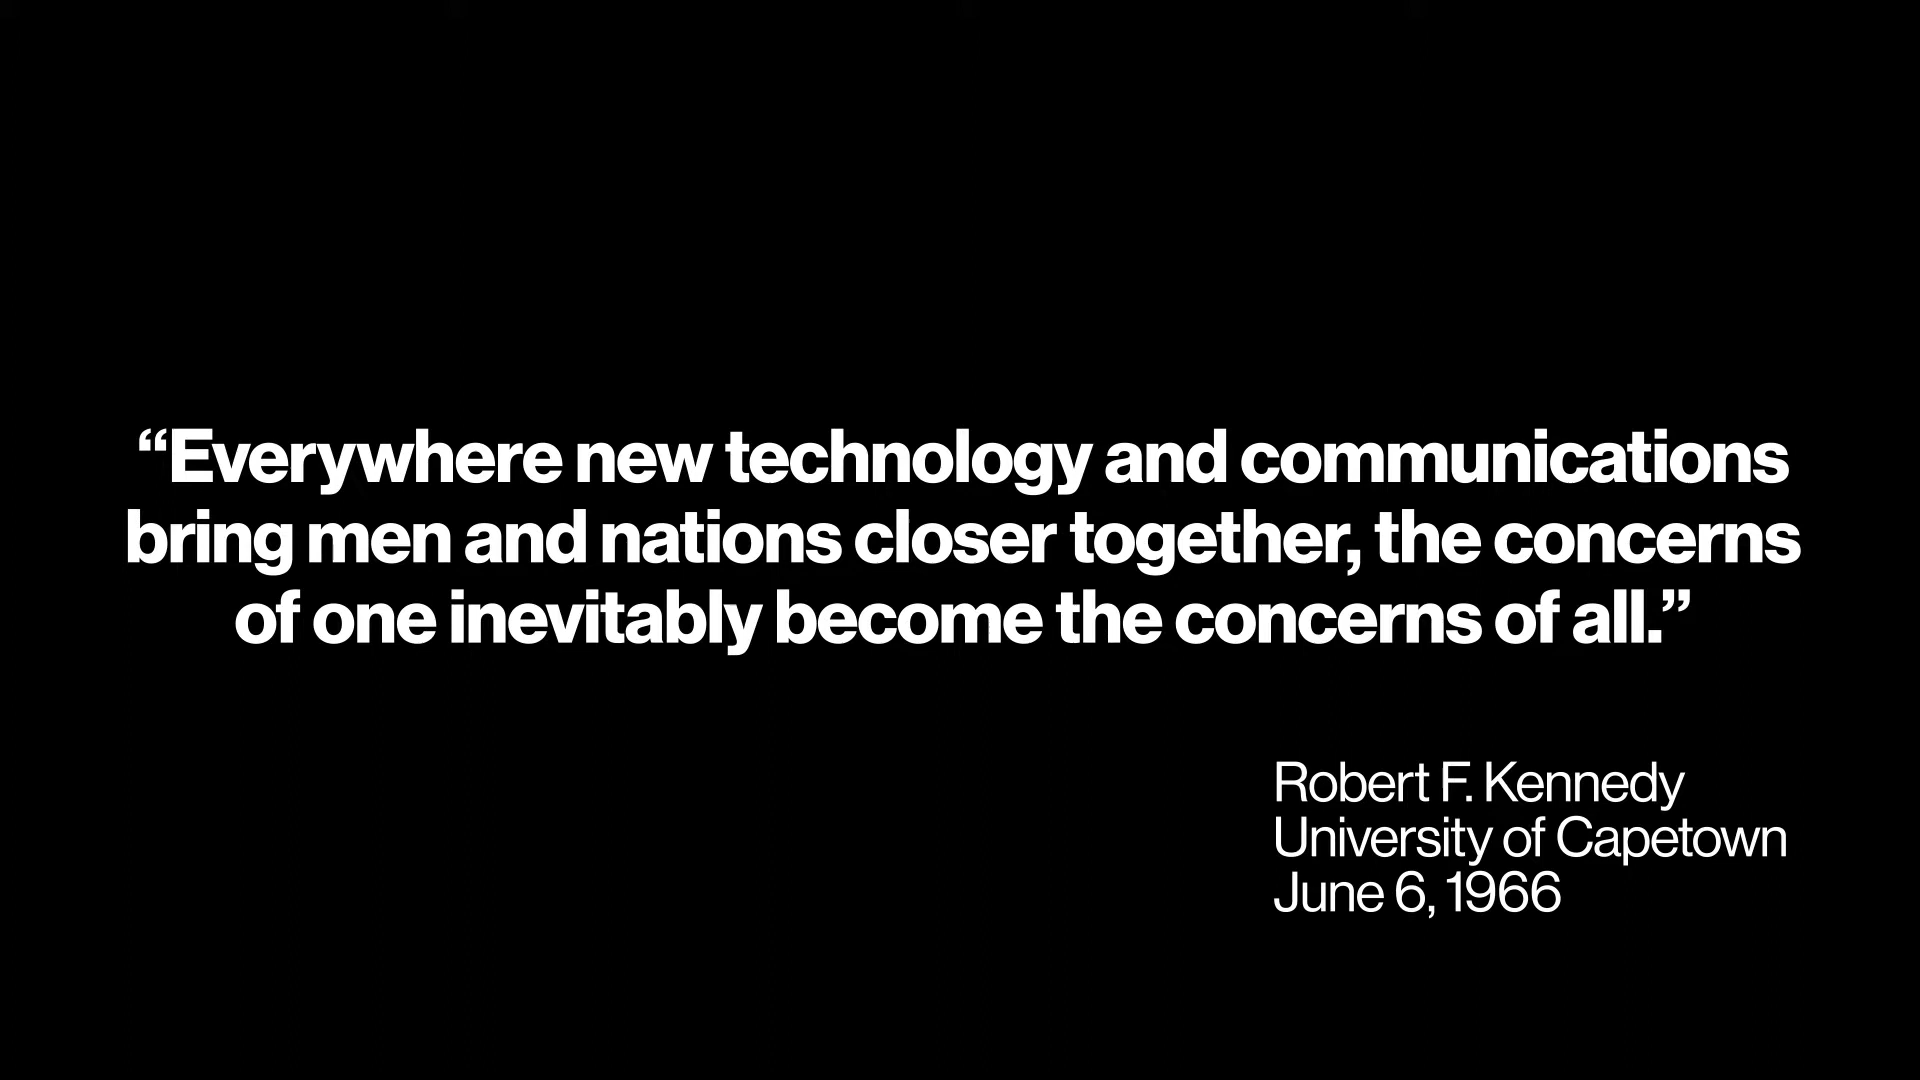 “Everywhere new technology and communications
bring men and nations closer together, the concerns
of one inevitably become the concerns of all.”
Robert F. Kennedy
University of Capetown
June 6, 1966